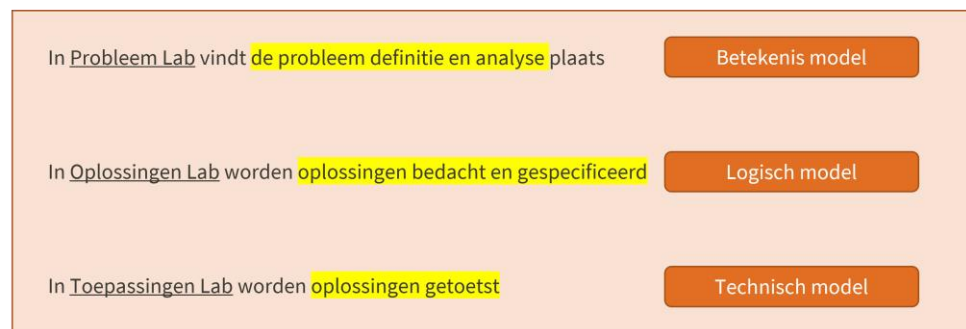 In Probleem Lab vindt de probleem definitie en analyse plaats
Betekenis model
In Oplossingen Lab worden oplossingen bedacht en gespecificeerd
Logisch model
In Toepassingen Lab worden oplossingen getoetst
Technisch model